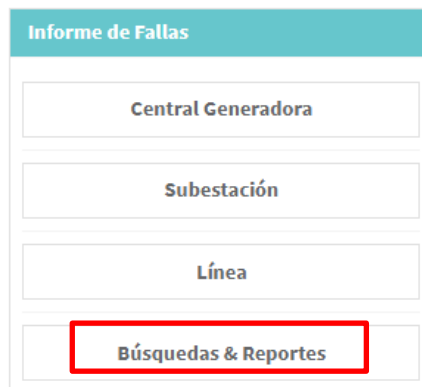 Informe de Fallas
Central Generadora
Subestación
Línea
Búsquedas & Reportes